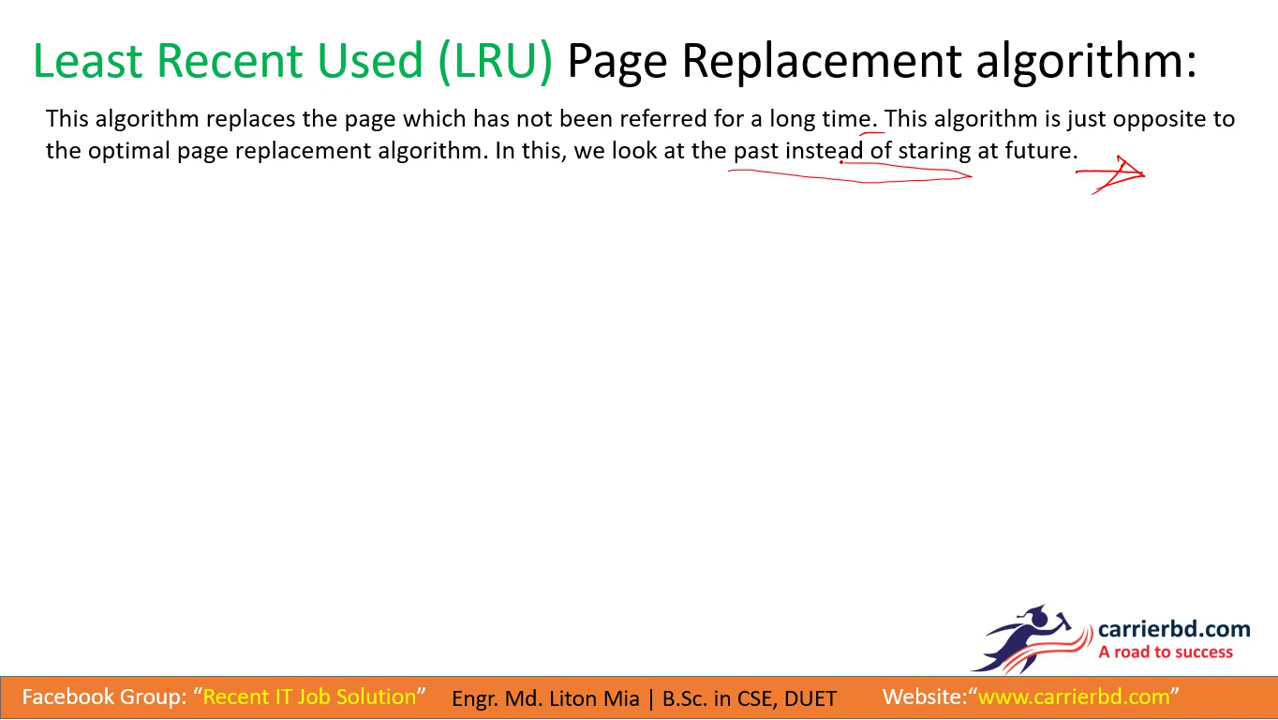 Least Recent Used (LRU) Page Replacement algorithm:
This algorithm replaces the page which has not been referred for a long time. This algorithm is just opposite to
the optimal page replacement algorithm. In this, we look at the past instead of staring at future.
carrierbd.com
A road to success
Facebook Group: “Recent IT Job Solution” Engr. Md. Liton Mia | B.Sc. in CSE, DUET Website:“www.carrierbd.com”